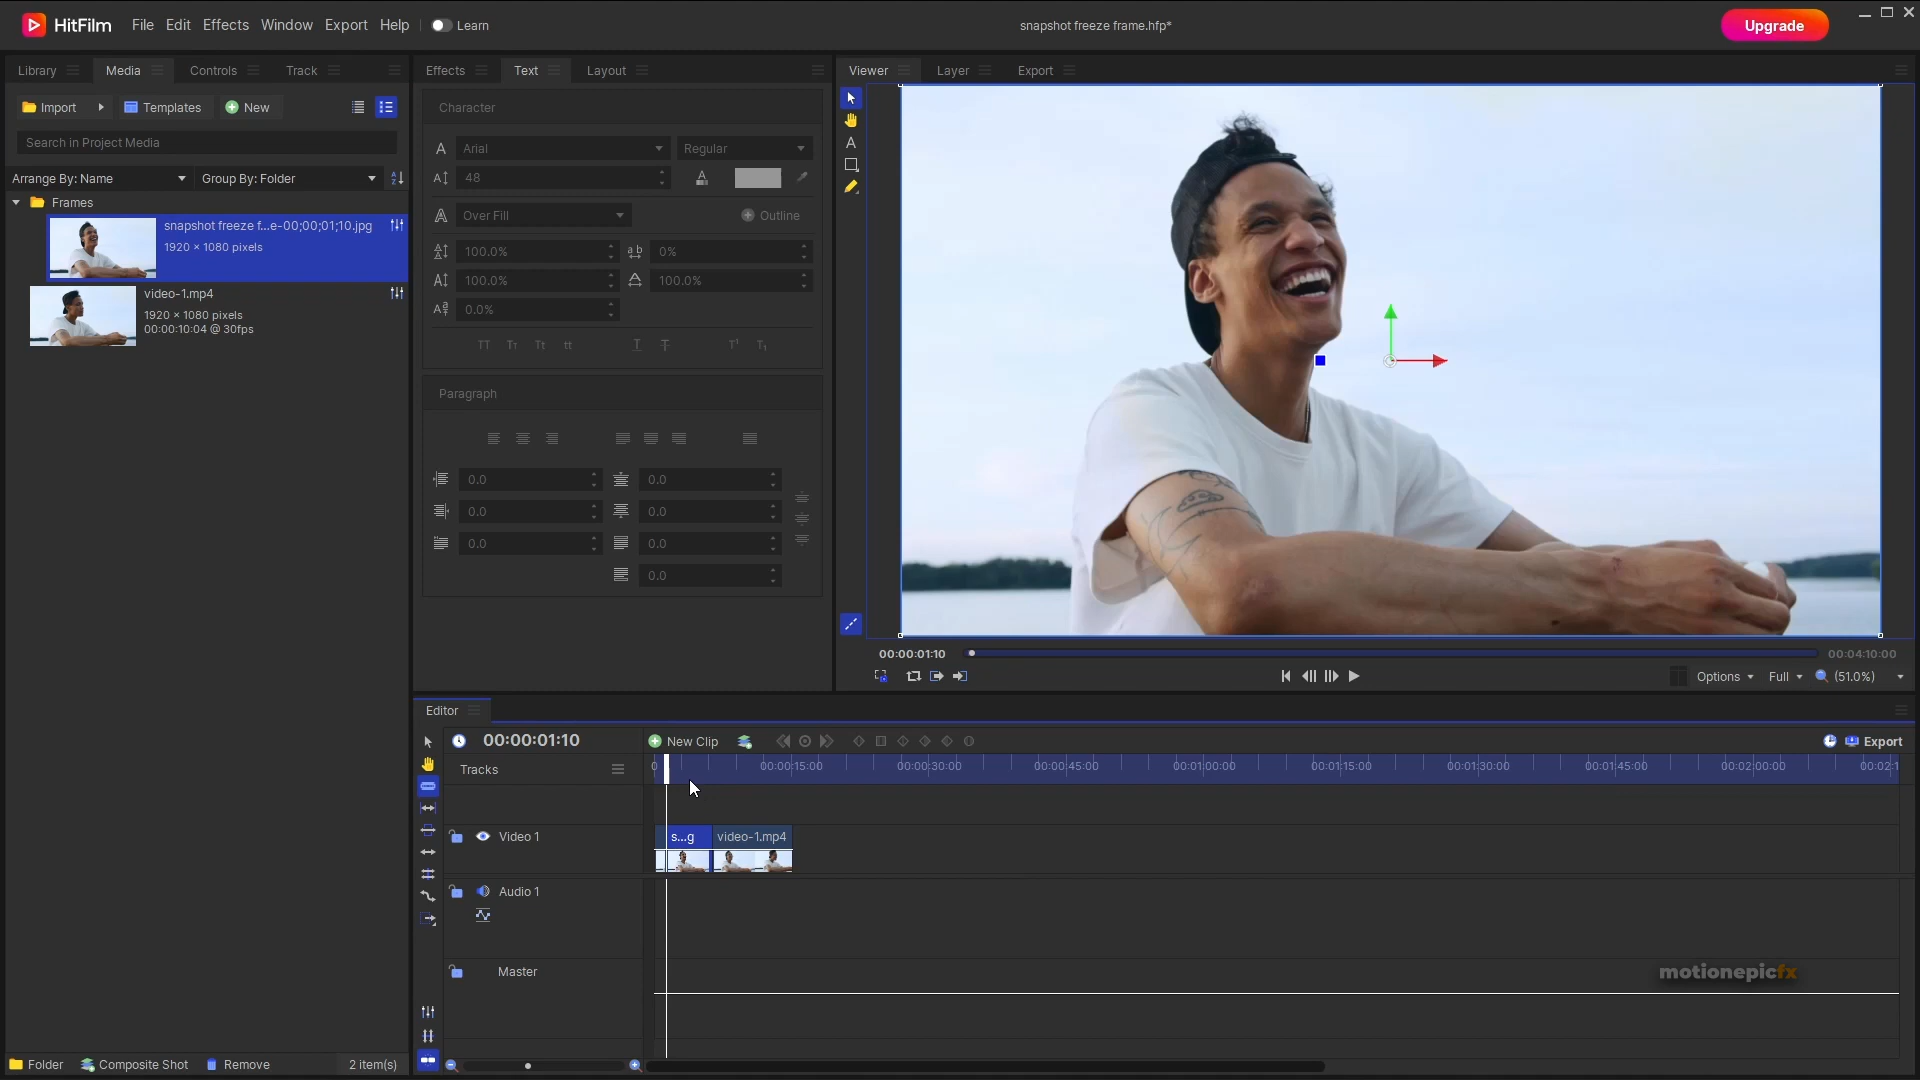 HitFilm File Edit Effects Window Export Help Learn snapshot freeze frame.hfp* Upgrade
Library Media Controls Track Effects Text Layout Viewer Layer Export
Import Templates New
Search in Project Media
Arrange By: Name Group By: Folder
Frames
snapshot freeze f...e-00;00;01;10.jpg
1920 × 1080 pixels
video-1.mp4
1920 × 1080 pixels
00:00:10:04 @ 30fps
Character
Arial Regular
48
Over Fill Outline
100.0% 0%
100.0% 100.0%
0.0%
Paragraph
0.0 0.0
0.0 0.0
0.0 0.0
0.0
00:00:01:10 00:04:10:00
Options Full (51.0%)
Editor
00:00:01:10 New Clip Export
Tracks 0 00:00:15:00 00:00:30:00 00:00:45:00 00:01:00:00 00:01:15:00 00:01:30:00 00:01:45:00 00:02:00:00 00:02:1
Video 1 s...g video-1.mp4
Audio 1
Master
motionepicfx
Folder Composite Shot Remove 2 item(s)